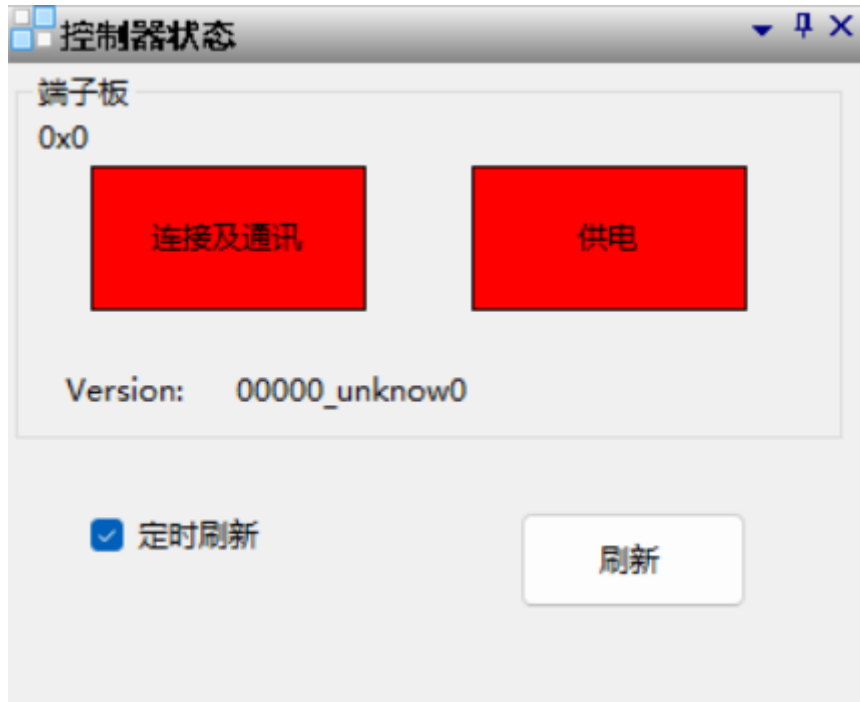 控制器状态
端子板
0x0
连接及通讯 供电
Version: 00000_unknow0
定时刷新
刷新